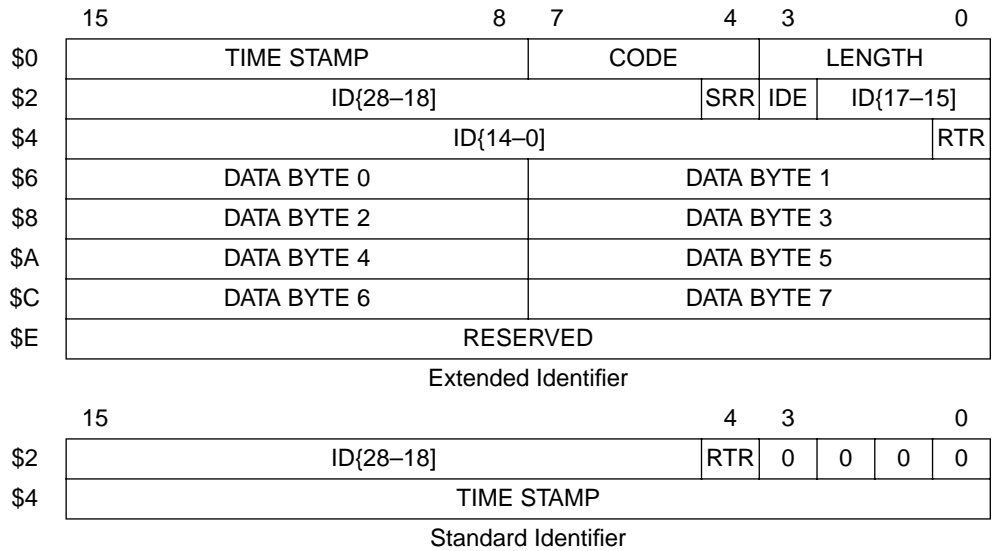 15 8 7 4 3 0
$0 TIME STAMP CODE LENGTH
$2 ID{28–18] SRR IDE ID{17–15]
$4 ID{14–0] RTR
$6 DATA BYTE 0 DATA BYTE 1
$8 DATA BYTE 2 DATA BYTE 3
$A DATA BYTE 4 DATA BYTE 5
$C DATA BYTE 6 DATA BYTE 7
$E RESERVED
Extended Identifier
15 4 3 0
$2 ID{28–18] RTR 0 0 0 0
$4 TIME STAMP
Standard Identifier